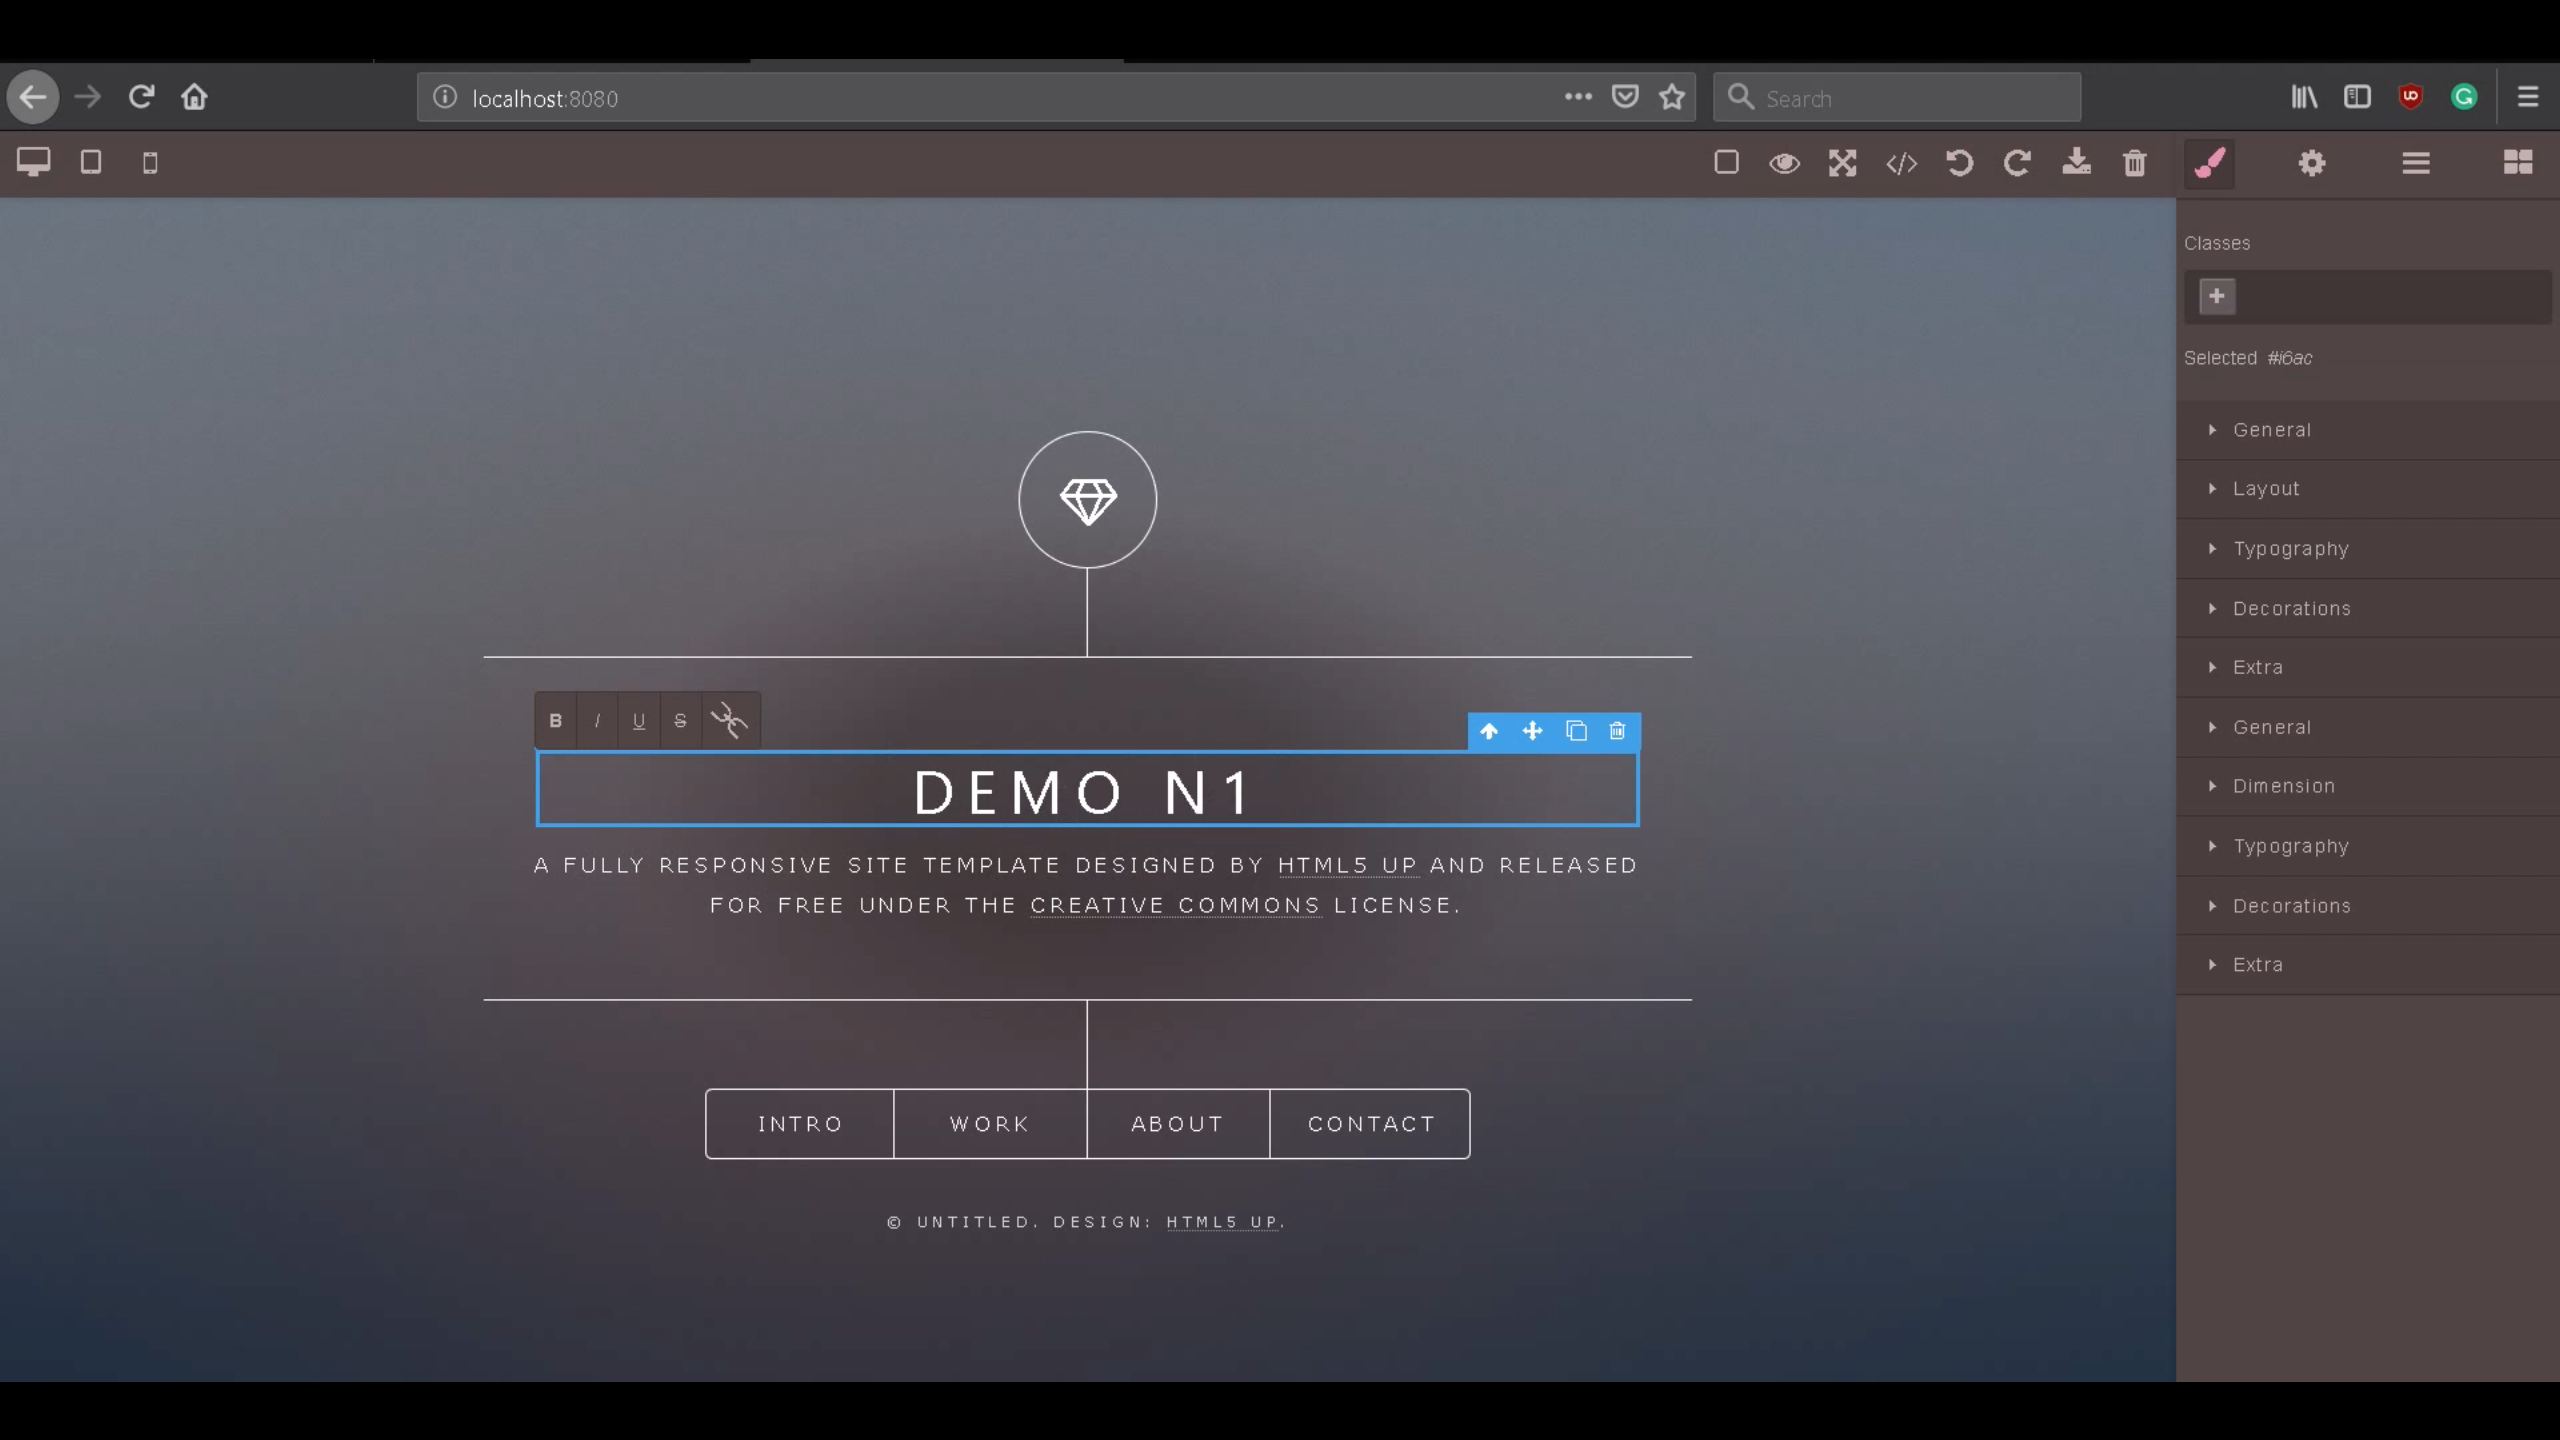 localhost:8080
Search
Classes
Selected #i6ac
General
Layout
Typography
Decorations
Extra
General
Dimension
Typography
Decorations
Extra
B I U S
DEMO N1
A FULLY RESPONSIVE SITE TEMPLATE DESIGNED BY HTML5 UP AND RELEASED
FOR FREE UNDER THE CREATIVE COMMONS LICENSE.
INTRO WORK ABOUT CONTACT
© UNTITLED. DESIGN: HTML5 UP.